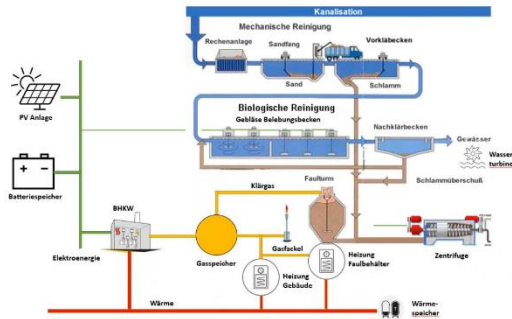 Kanalisation
Mechanische Reinigung
Rechenanlage
Sandfang
Vorkläbecken
Sand
Schlamm
PV Anlage
Biologische Reinigung
Gebläse Belebungsbecken
Nachklärbecken
Gewässer
Wasser
turbine
Batteriespeicher
Klärgas
Faulturm
Schlammüberschuß
BHKW
Elektroenergie
Gasspeicher
Gasfackel
Heizung
Gebäude
Heizung
Faulbehälter
Zentrifuge
Wärme
Wärme-
speicher